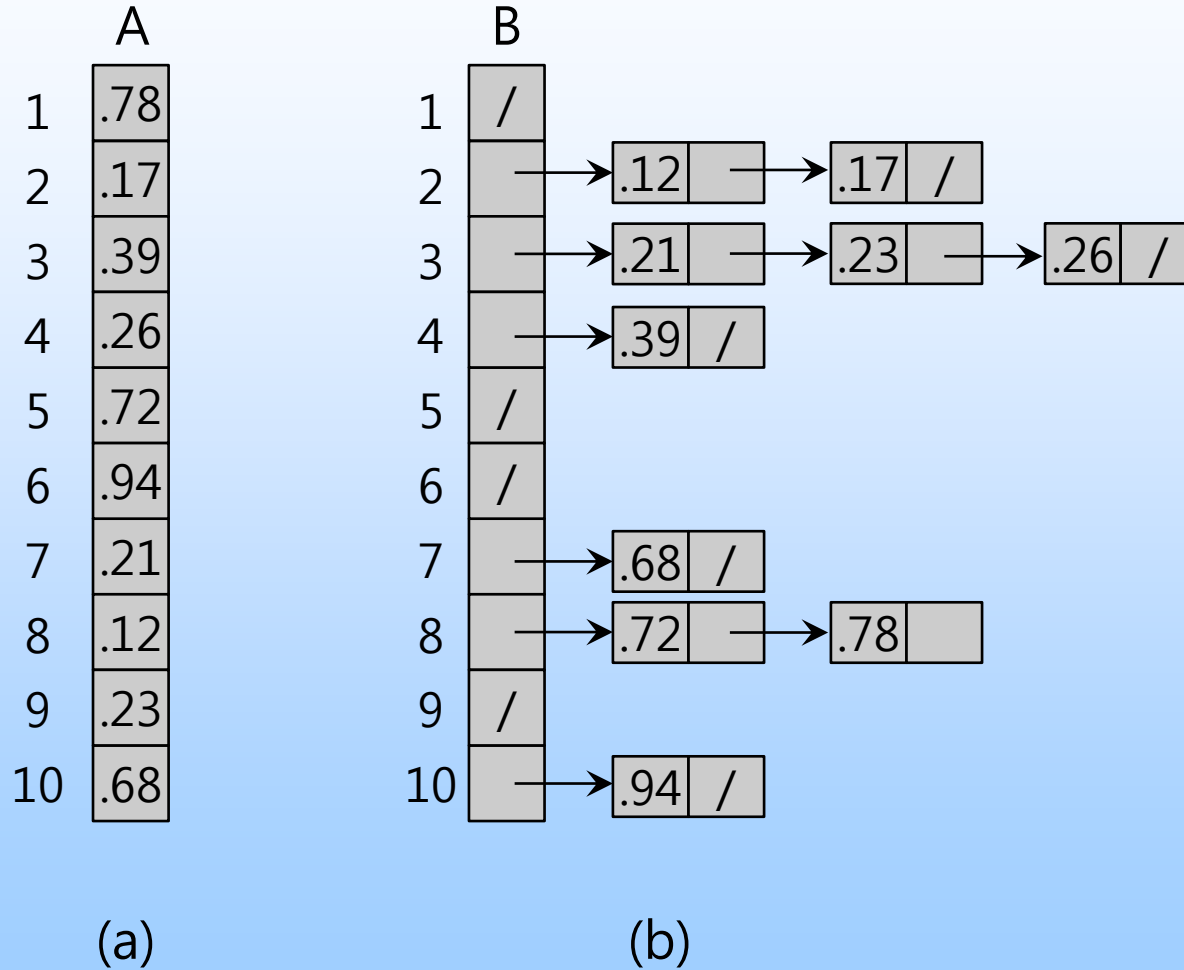 A B
1 .78 1 /
2 .17 2 .12 .17 /
3 .39 3 .21 .23 .26 /
4 .26 4 .39 /
5 .72 5 /
6 .94 6 /
7 .21 7 .68 /
8 .12 8 .72 .78
9 .23 9 /
10 .68 10 .94 /
(a) (b)